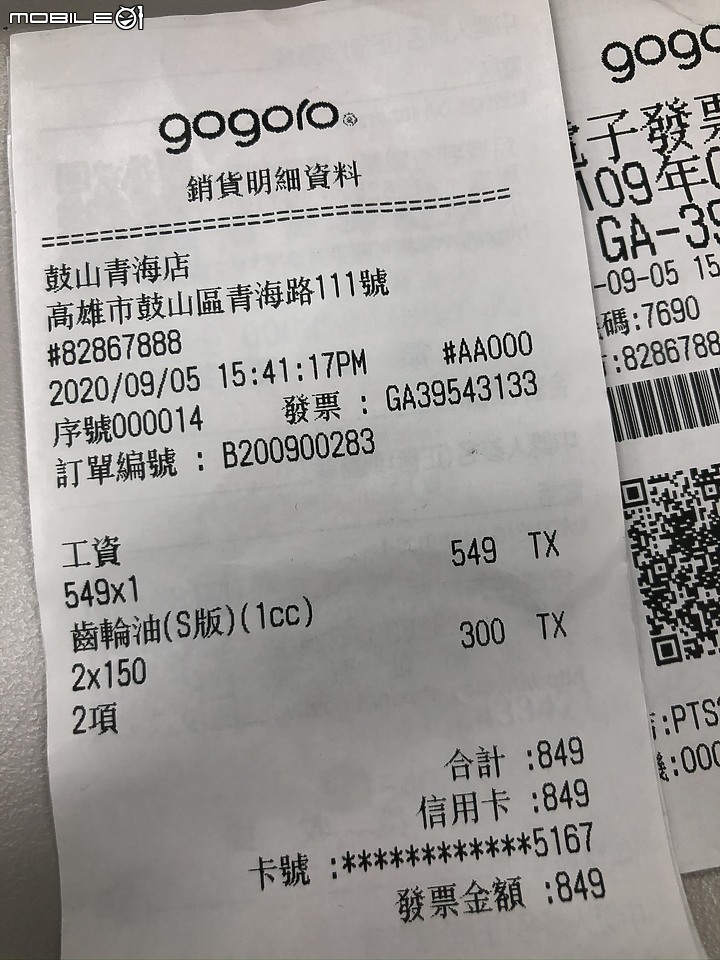 MOBILE01
gogoro
銷貨明細資料
==============================
鼓山青海店
高雄市鼓山區青海路111號
#82867888
2020/09/05 15:41:17PM #AA000
序號000014 發票 : GA39543133
訂單編號 : B200900283
工資
549x1 549 TX
齒輪油(S版)(1cc)
2x150 300 TX
2項
合計 :849
信用卡 :849
卡號 :************5167
發票金額 :849
gogo
子發票
109年0
GA-39
-09-05 15
碼:7690
:8286788
:PTS
:000